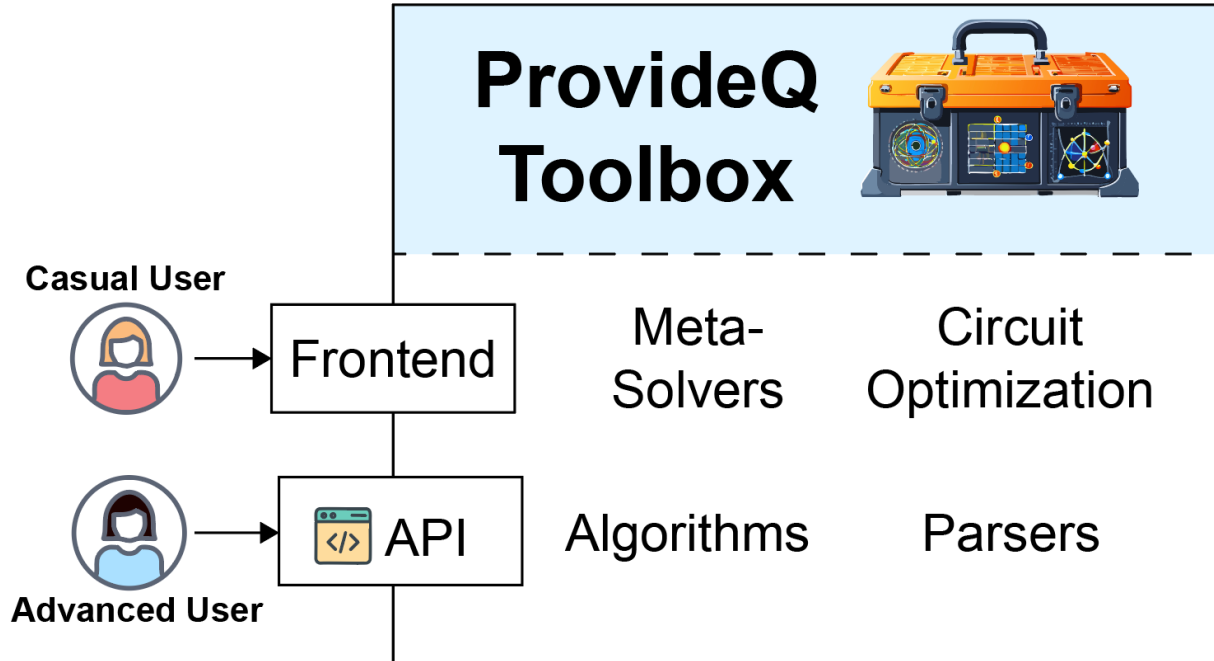 ProvideQ
Toolbox
Casual User
Frontend
Meta-
Solvers
Circuit
Optimization
</> API
Algorithms
Parsers
Advanced User